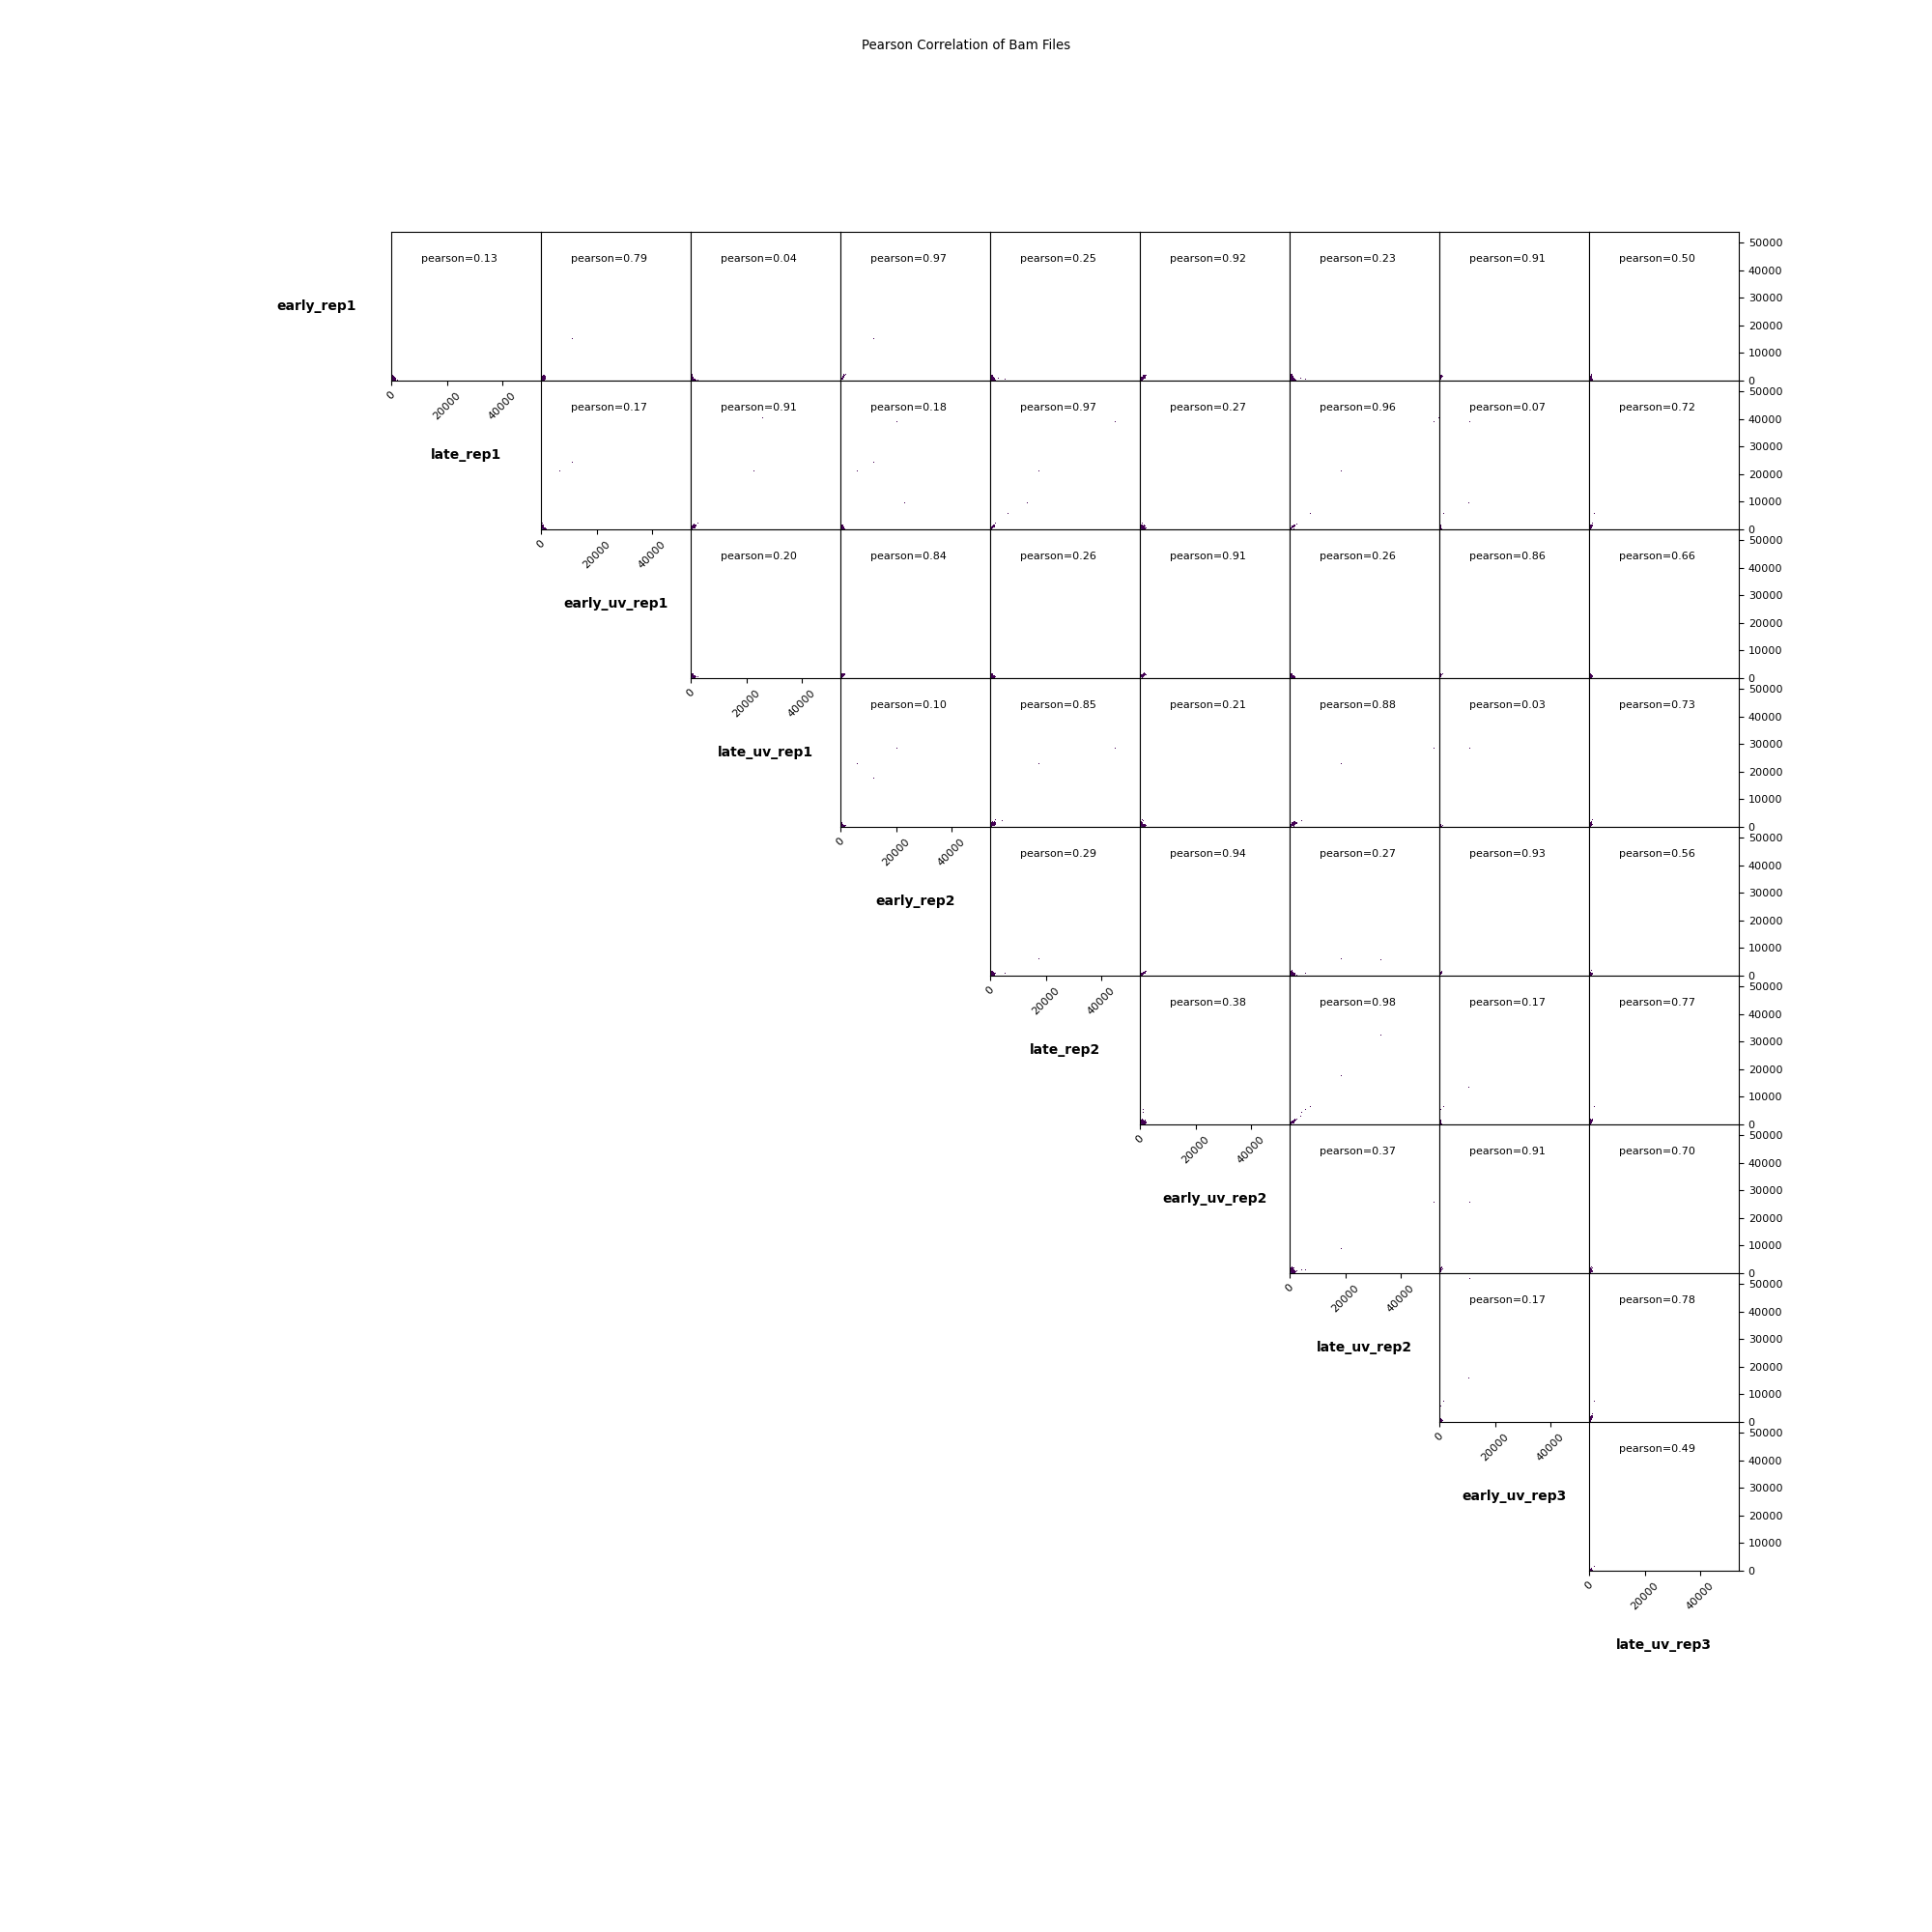 Pearson Correlation of Bam Files
pearson=0.13 pearson=0.79 pearson=0.04 pearson=0.97 pearson=0.25 pearson=0.92 pearson=0.23 pearson=0.91 pearson=0.50
50000
40000
early_rep1 30000
20000
10000
0
0 20000 40000
pearson=0.17 pearson=0.91 pearson=0.18 pearson=0.97 pearson=0.27 pearson=0.96 pearson=0.07 pearson=0.72
50000
40000
late_rep1 30000
20000
10000
0
0 20000 40000
pearson=0.20 pearson=0.84 pearson=0.26 pearson=0.91 pearson=0.26 pearson=0.86 pearson=0.66
50000
40000
early_uv_rep1 30000
20000
10000
0
0 20000 40000
pearson=0.10 pearson=0.85 pearson=0.21 pearson=0.88 pearson=0.03 pearson=0.73
50000
40000
late_uv_rep1 30000
20000
10000
0
0 20000 40000
pearson=0.29 pearson=0.94 pearson=0.27 pearson=0.93 pearson=0.56
50000
40000
early_rep2 30000
20000
10000
0
0 20000 40000
pearson=0.38 pearson=0.98 pearson=0.17 pearson=0.77
50000
40000
late_rep2 30000
20000
10000
0
0 20000 40000
pearson=0.37 pearson=0.91 pearson=0.70
50000
40000
early_uv_rep2 30000
20000
10000
0
0 20000 40000
pearson=0.17 pearson=0.78
50000
40000
late_uv_rep2 30000
20000
10000
0
0 20000 40000
pearson=0.49
50000
40000
early_uv_rep3 30000
20000
10000
0
0 20000 40000
late_uv_rep3